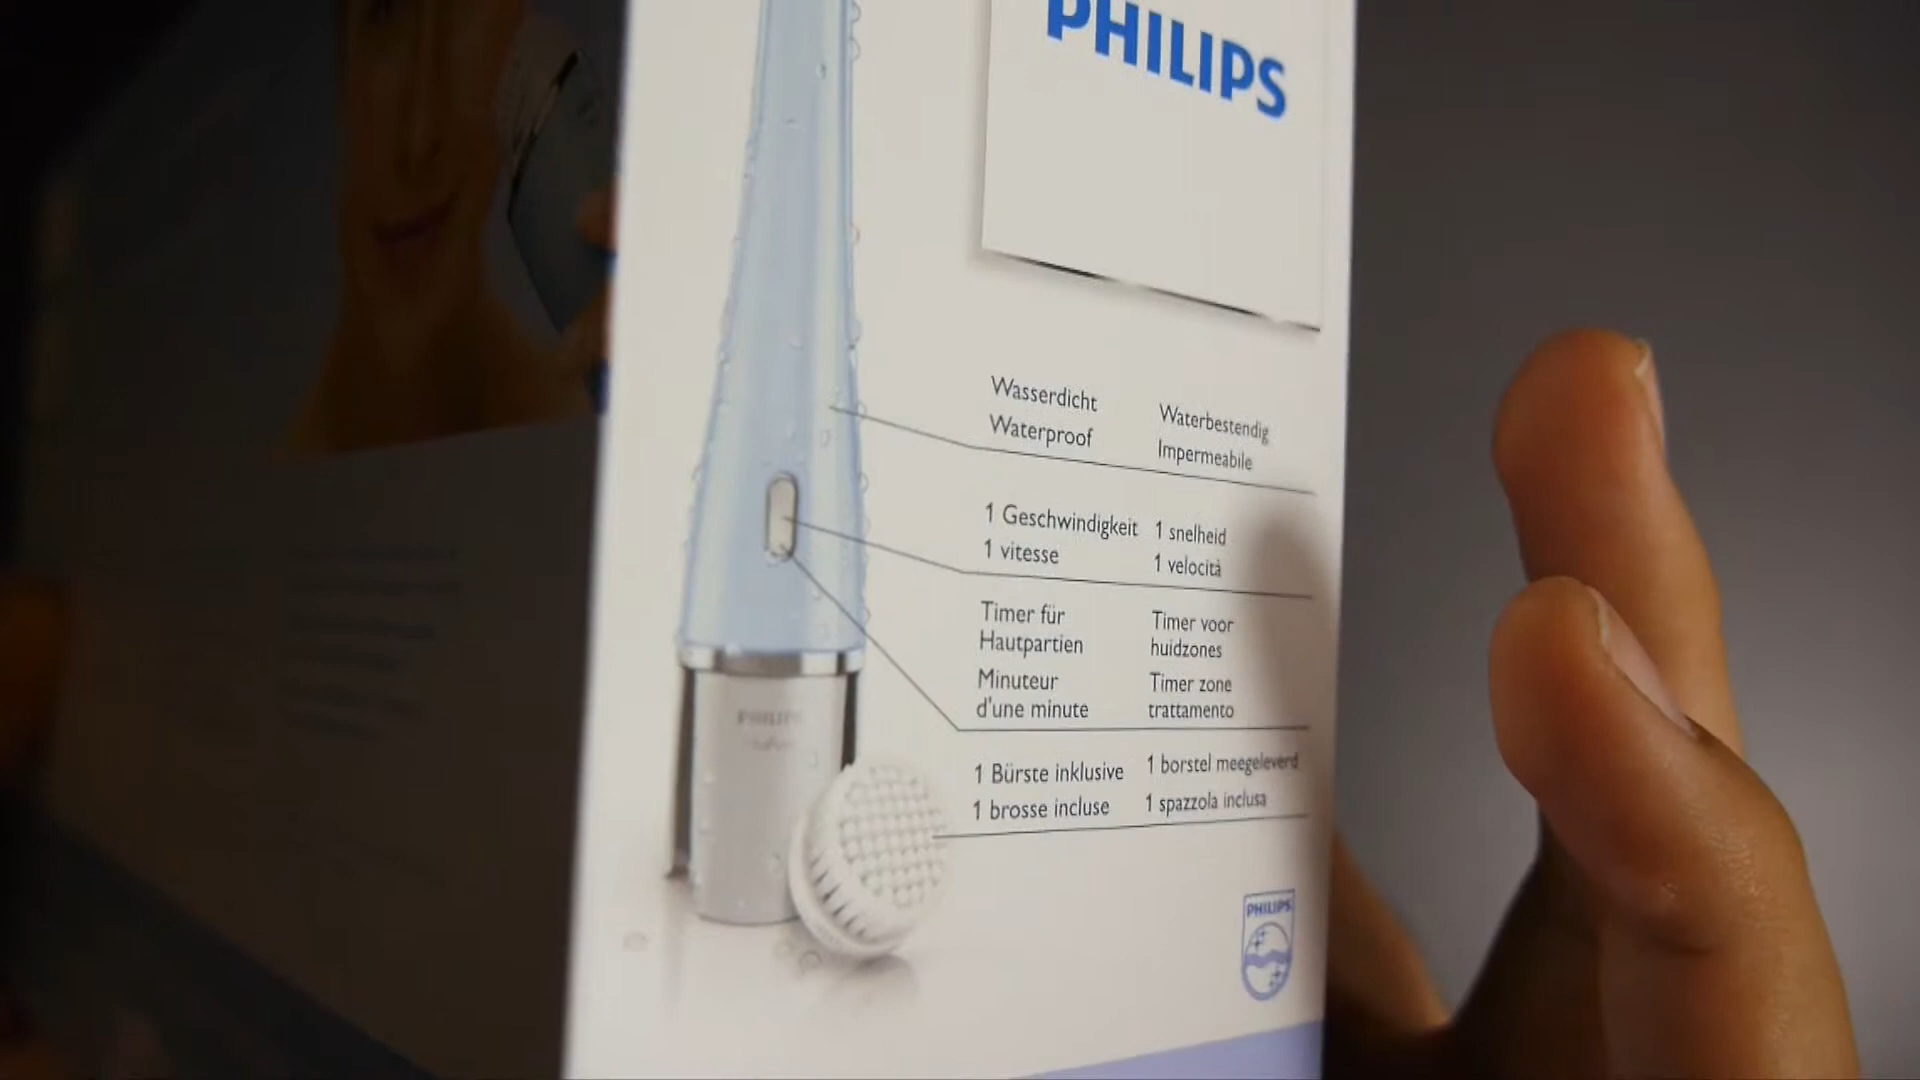 PHILIPS
Wasserdicht
Waterproof
Waterbestendig
Impermeabile
1 Geschwindigkeit
1 vitesse
1 snelheid
1 velocità
Timer für
Hautpartien
Minuteur
d'une minute
Timer voor
huidzones
Timer zone
trattamento
1 Bürste inklusive
1 brosse incluse
1 borstel meegeleverd
1 spazzola inclusa
PHILIPS
PHILIPS